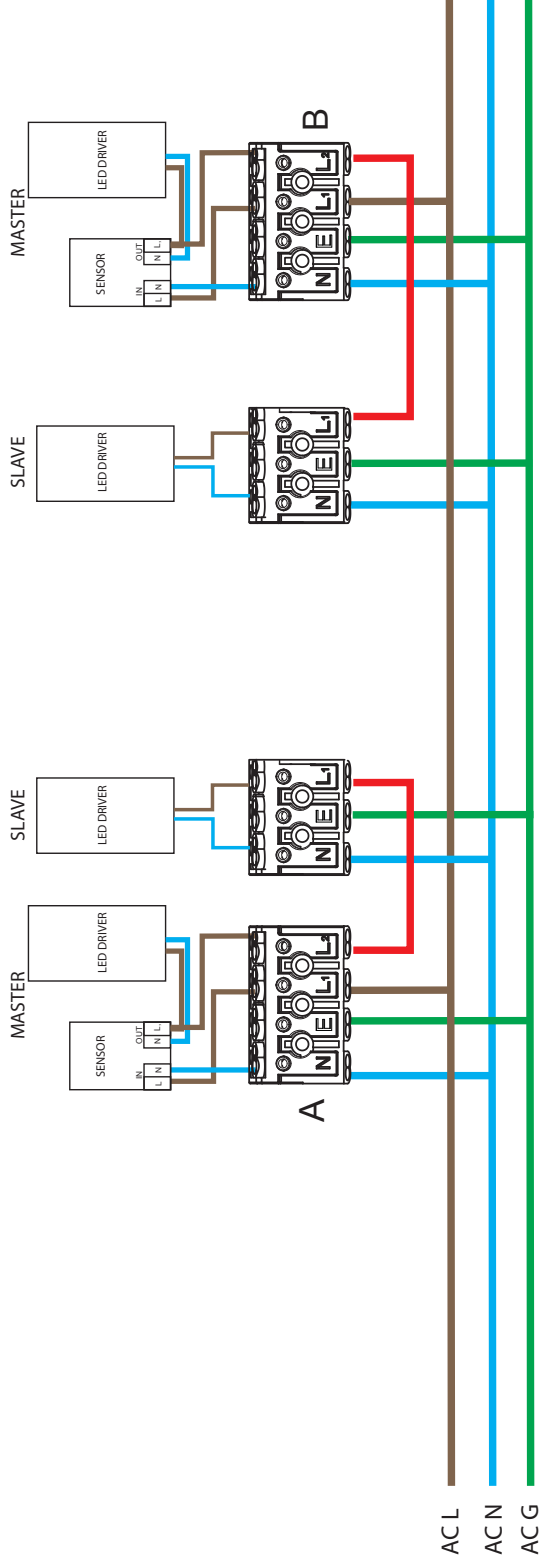 MASTER
SLAVE
SLAVE
MASTER
LED DRIVER
SENSOR
IN OUT
L N N L,
LED DRIVER
LED DRIVER
LED DRIVER
SENSOR
IN OUT
L N N L,
A
N E L1 L2
N E L1
N E L1
N E L1 L2
B
AC L
AC N
AC G